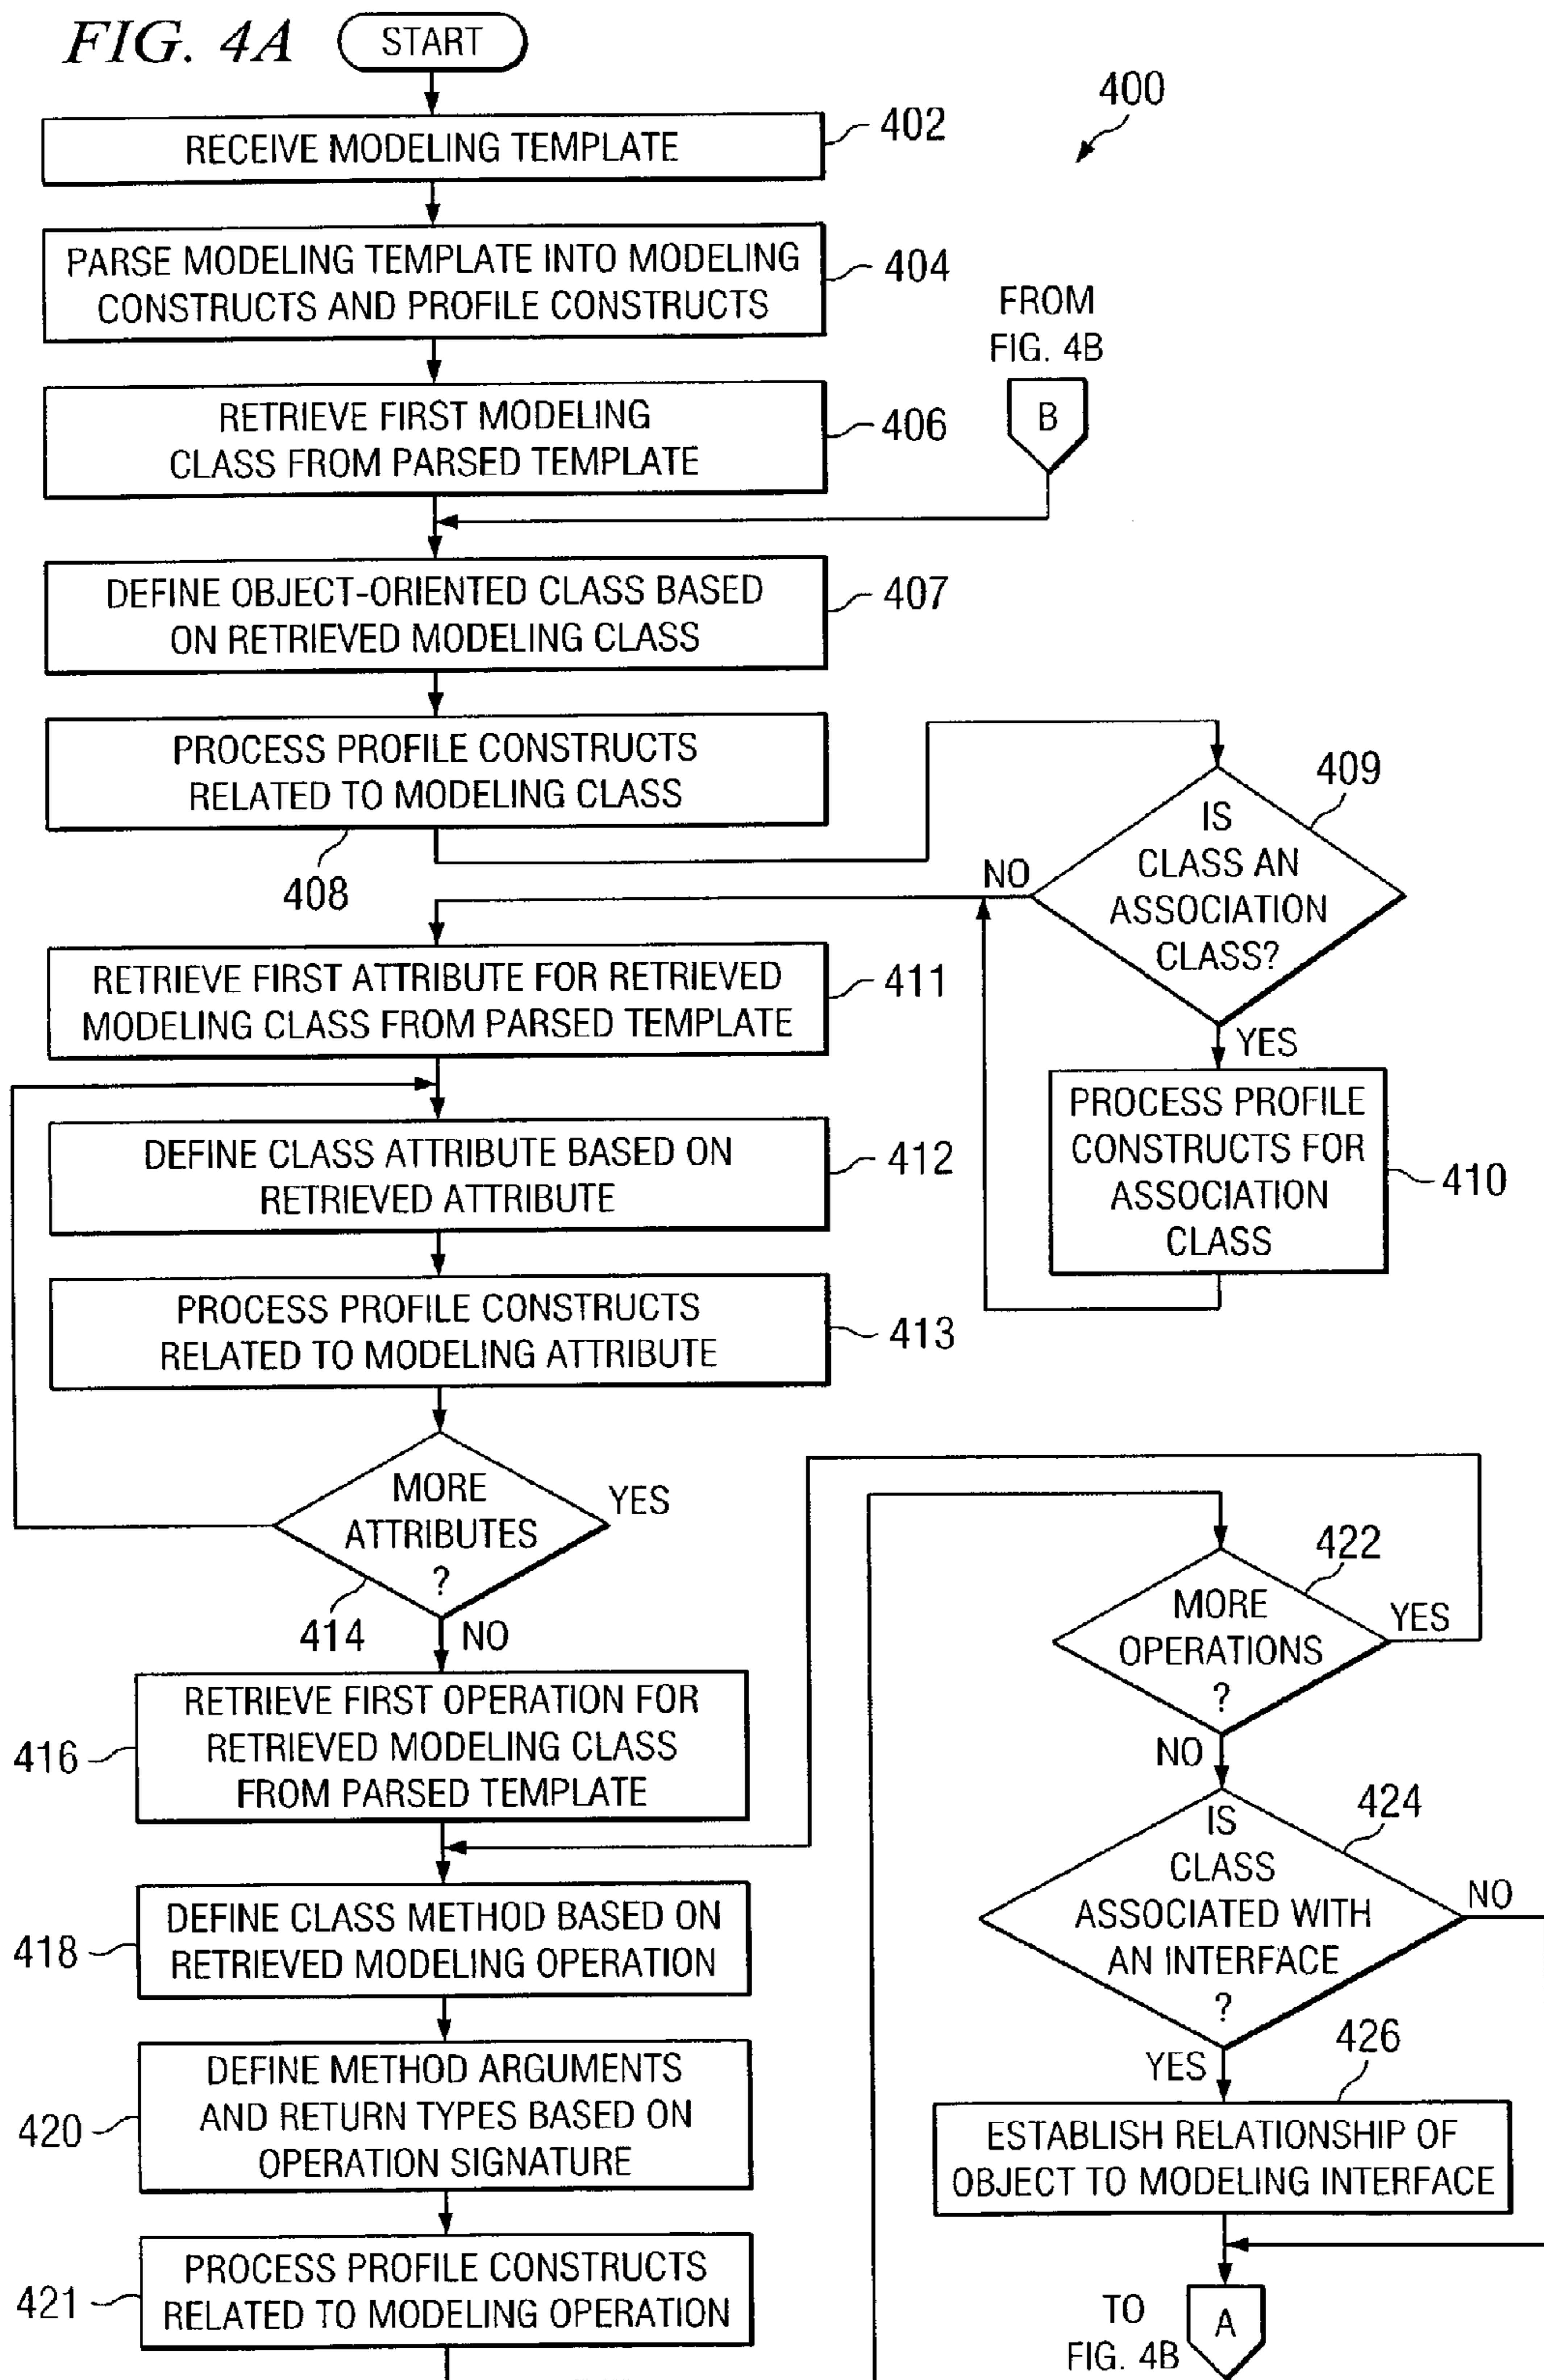 FIG. 4A
START
400
RECEIVE MODELING TEMPLATE
402
PARSE MODELING TEMPLATE INTO MODELING
CONSTRUCTS AND PROFILE CONSTRUCTS
404
FROM
FIG. 4B
B
RETRIEVE FIRST MODELING
CLASS FROM PARSED TEMPLATE
406
DEFINE OBJECT-ORIENTED CLASS BASED
ON RETRIEVED MODELING CLASS
407
PROCESS PROFILE CONSTRUCTS
RELATED TO MODELING CLASS
408
IS
CLASS AN
ASSOCIATION
CLASS?
409
NO
YES
PROCESS PROFILE
CONSTRUCTS FOR
ASSOCIATION
CLASS
410
RETRIEVE FIRST ATTRIBUTE FOR RETRIEVED
MODELING CLASS FROM PARSED TEMPLATE
411
DEFINE CLASS ATTRIBUTE BASED ON
RETRIEVED ATTRIBUTE
412
PROCESS PROFILE CONSTRUCTS
RELATED TO MODELING ATTRIBUTE
413
MORE
ATTRIBUTES
?
YES
414
NO
RETRIEVE FIRST OPERATION FOR
RETRIEVED MODELING CLASS
FROM PARSED TEMPLATE
416
DEFINE CLASS METHOD BASED ON
RETRIEVED MODELING OPERATION
418
DEFINE METHOD ARGUMENTS
AND RETURN TYPES BASED ON
OPERATION SIGNATURE
420
PROCESS PROFILE CONSTRUCTS
RELATED TO MODELING OPERATION
421
MORE
OPERATIONS
?
422
YES
NO
IS
CLASS
ASSOCIATED WITH
AN INTERFACE
?
424
NO
YES
426
ESTABLISH RELATIONSHIP OF
OBJECT TO MODELING INTERFACE
TO
FIG. 4B
A